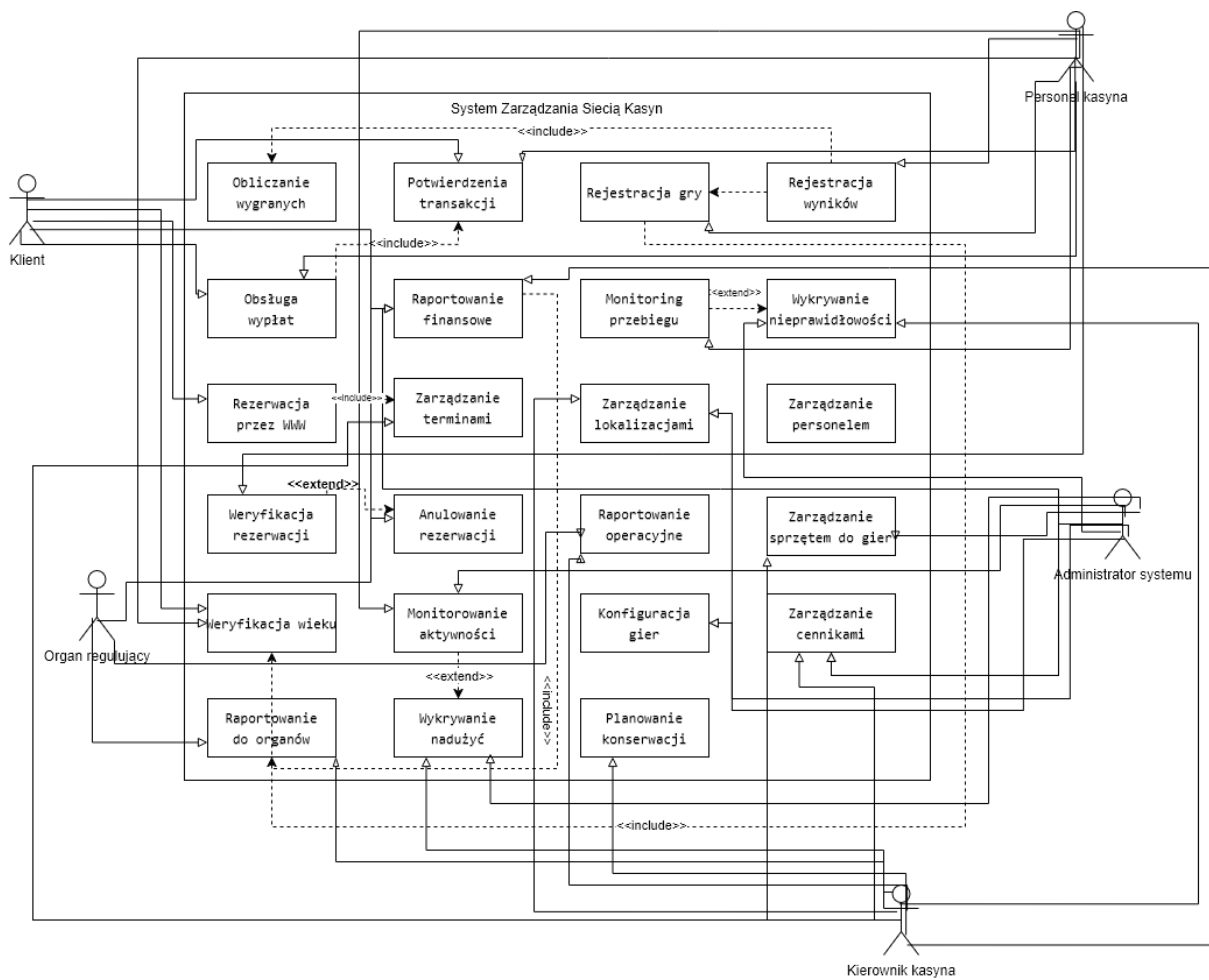 Personel kasyna
System Zarządzania Siecią Kasyn
<<include>>
Obliczanie
wygranych
Potwierdzenia
transakcji
Rejestracja gry
Rejestracja
wyników
Klient
<<include>>
Obsługa
wypłat
Raportowanie
finansowe
Monitoring
przebiegu
<<extend>>
Wykrywanie
nieprawidłowości
Rezerwacja
przez WWW
<<include>>
Zarządzanie
terminami
Zarządzanie
lokalizacjami
Zarządzanie
personelem
<<extend>>
Weryfikacja
rezerwacji
Anulowanie
rezerwacji
Raportowanie
operacyjne
Zarządzanie
sprzętem do gier
Administrator systemu
Organ regulujący
Weryfikacja wieku
Monitorowanie
aktywności
Konfiguracja
gier
Zarządzanie
cennikami
<<extend>>
<<include>>
Raportowanie
do organów
Wykrywanie
nadużyć
Planowanie
konserwacji
<<include>>
Kierownik kasyna